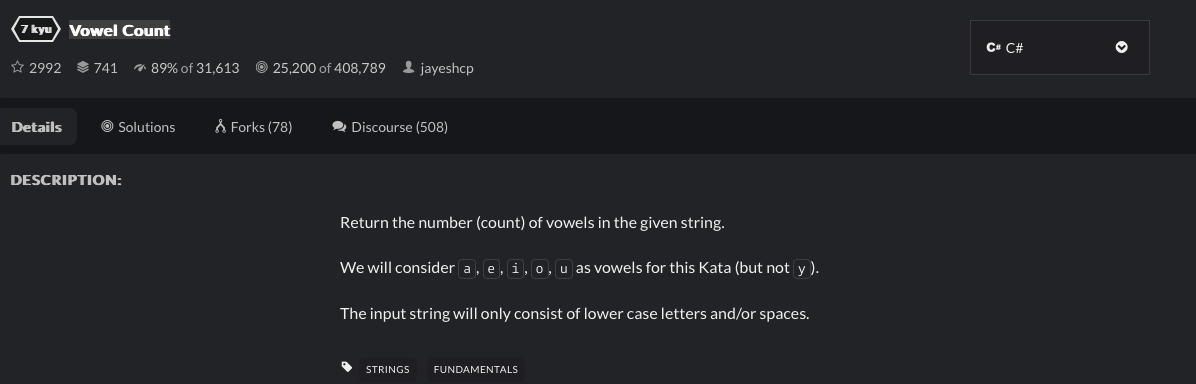 7 kyu Vowel Count
C# C#
2992 741 89% of 31,613 25,200 of 408,789 jayeshcp
Details Solutions Forks (78) Discourse (508)
DESCRIPTION:
Return the number (count) of vowels in the given string.
We will consider a, e, i, o, u as vowels for this Kata (but not y).
The input string will only consist of lower case letters and/or spaces.
STRINGS FUNDAMENTALS